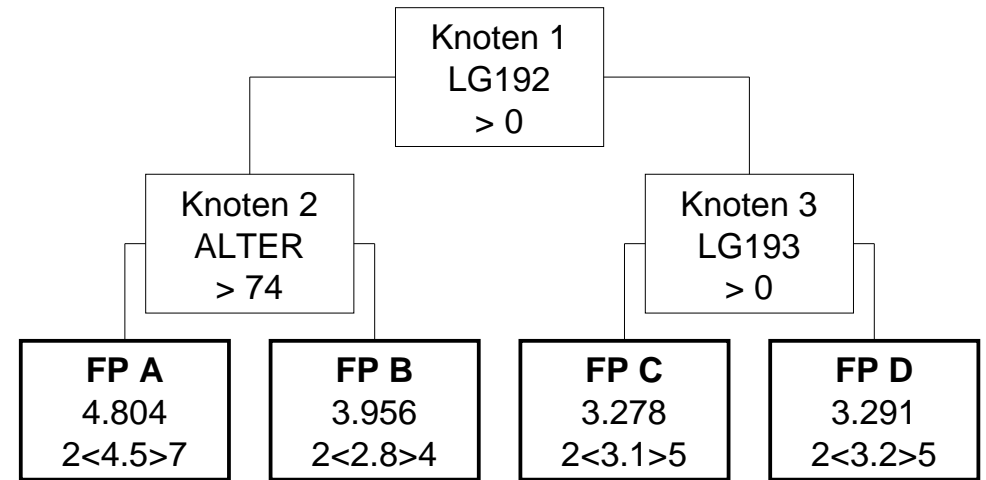 Knoten 1
LG192
> 0
Knoten 2
ALTER
> 74
Knoten 3
LG193
> 0
FP A
4.804
2<4.5>7
FP B
3.956
2<2.8>4
FP C
3.278
2<3.1>5
FP D
3.291
2<3.2>5